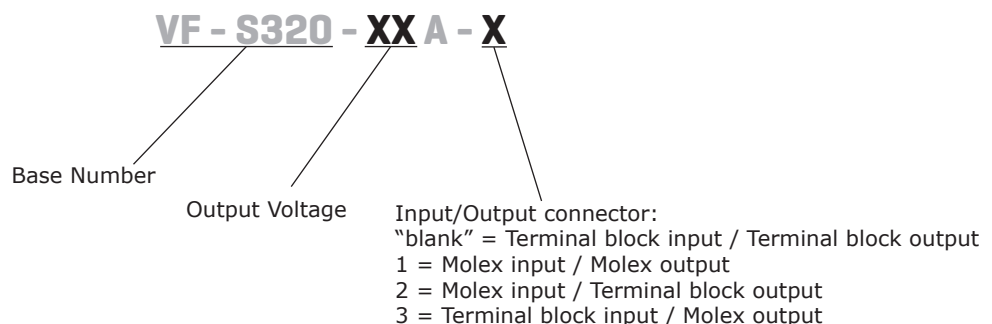 VF - S320 - XX A - X
Base Number
Output Voltage
Input/Output connector:
“blank” = Terminal block input / Terminal block output
1 = Molex input / Molex output
2 = Molex input / Terminal block output
3 = Terminal block input / Molex output